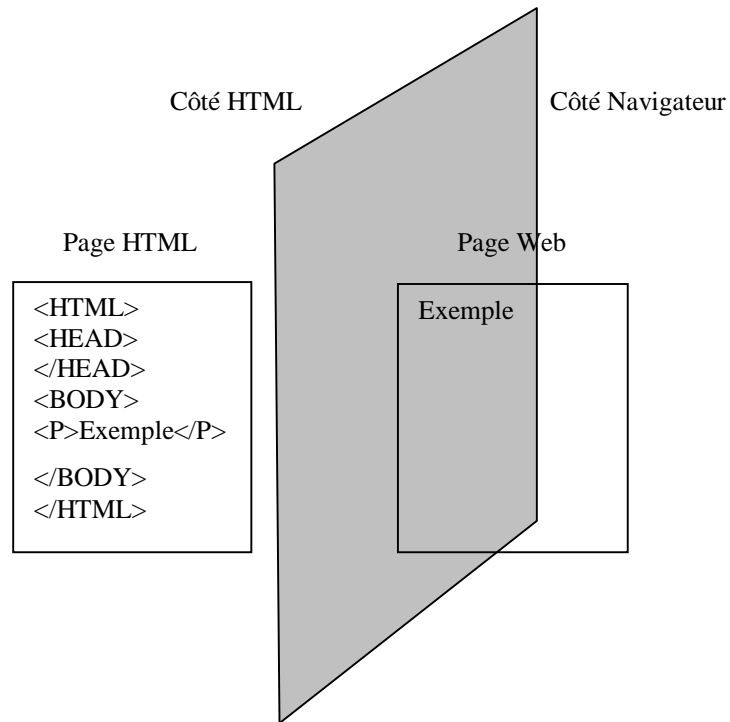 Côté HTML
Côté Navigateur
Page HTML
Page Web
<HTML>
<HEAD>
</HEAD>
<BODY>
<P>Exemple</P>
</BODY>
</HTML>
Exemple